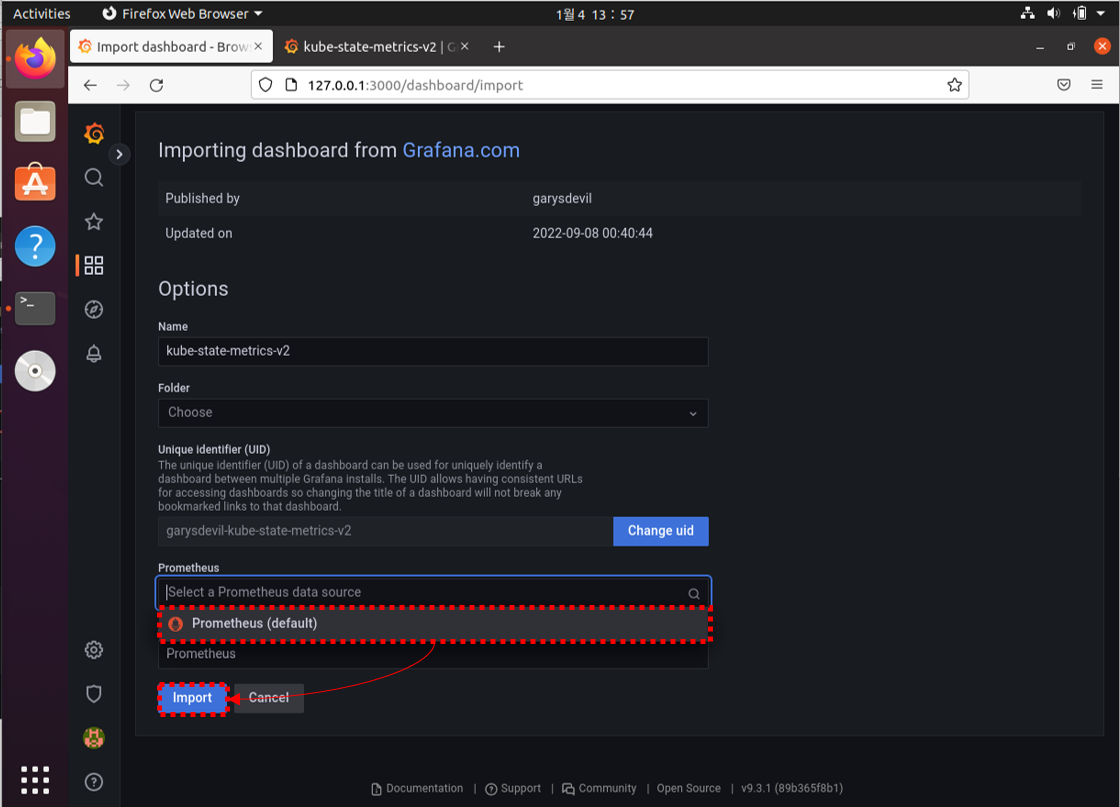 Activities
Firefox Web Browser
1월 4 13 : 57
Import dashboard - Brow
kube-state-metrics-v2 | G
127.0.0.1:3000/dashboard/import
Importing dashboard from Grafana.com
Published by garysdevil
Updated on 2022-09-08 00:40:44
Options
Name
kube-state-metrics-v2
Folder
Choose
Unique identifier (UID)
The unique identifier (UID) of a dashboard can be used for uniquely identify a
dashboard between multiple Grafana installs. The UID allows having consistent URLs
for accessing dashboards so changing the title of a dashboard will not break any
bookmarked links to that dashboard.
garysdevil-kube-state-metrics-v2
Change uid
Prometheus
Select a Prometheus data source
Prometheus (default)
Prometheus
Import
Cancel
Documentation | Support | Community | Open Source | v9.3.1 (89b365f8b1)